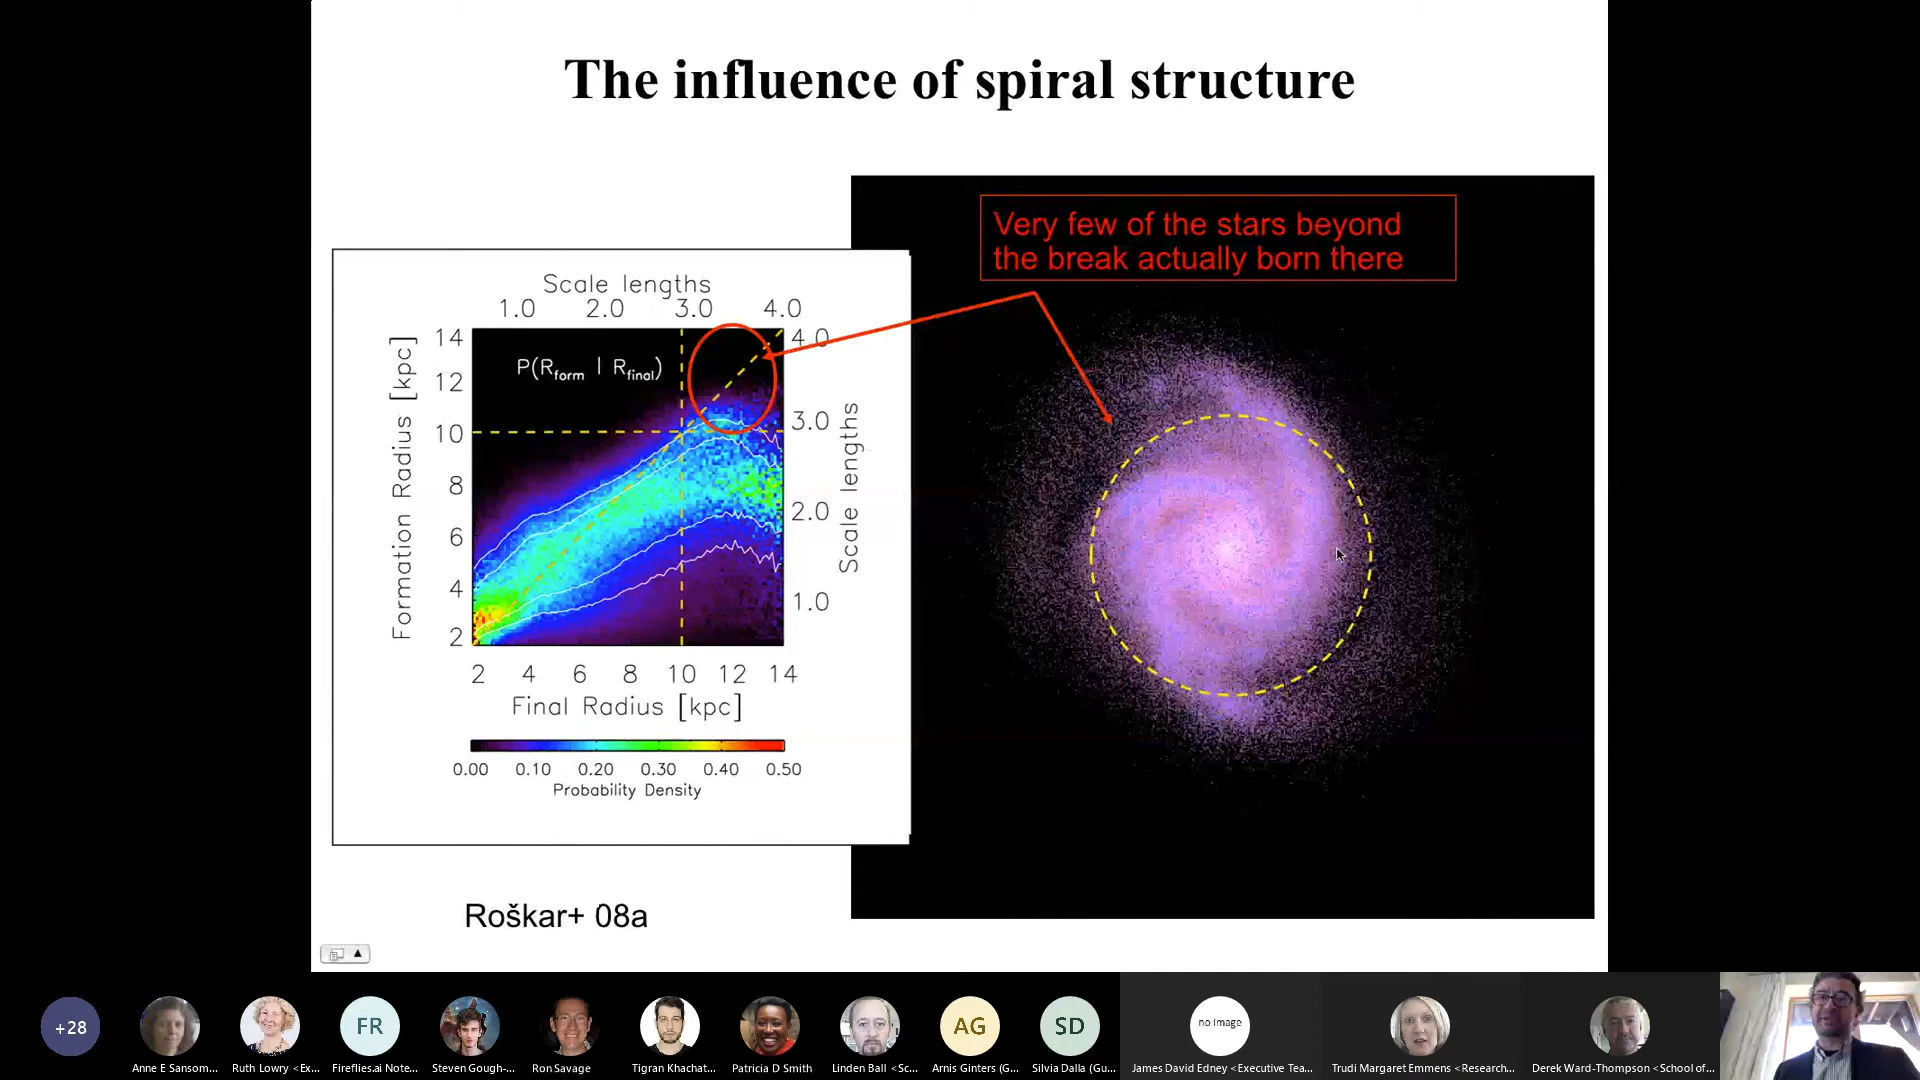 The influence of spiral structure
Very few of the stars beyond
the break actually born there
Scale lengths
1.0 2.0 3.0 4.0
14
12
10
8
6
4
2
Formation Radius [kpc]
P(Rform | Rfinal)
4.0
3.0
2.0
1.0
Scale lengths
2 4 6 8 10 12 14
Final Radius [kpc]
0.00 0.10 0.20 0.30 0.40 0.50
Probability Density
Roškar+ 08a
+28
FR
AG
SD
no image
Anne E Sansom...
Ruth Lowry <Ex...
Fireflies.ai Note...
Steven Gough-...
Ron Savage
Tigran Khachat...
Patricia D Smith
Linden Ball <Sc...
Arnis Ginters (G...
Silvia Dalla (Gu...
James David Edney <Executive Tea...
Trudi Margaret Emmens <Research...
Derek Ward-Thompson <School of...